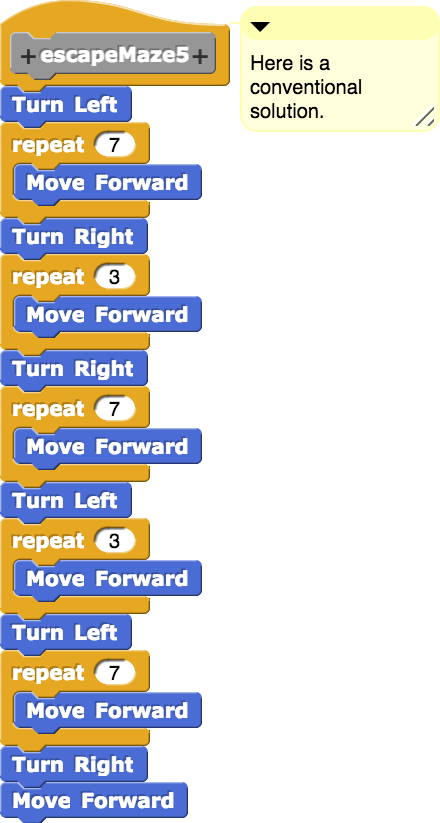 + escapeMaze5 +
Here is a
conventional
solution.
Turn Left
repeat 7
Move Forward
Turn Right
repeat 3
Move Forward
Turn Right
repeat 7
Move Forward
Turn Left
repeat 3
Move Forward
Turn Left
repeat 7
Move Forward
Turn Right
Move Forward